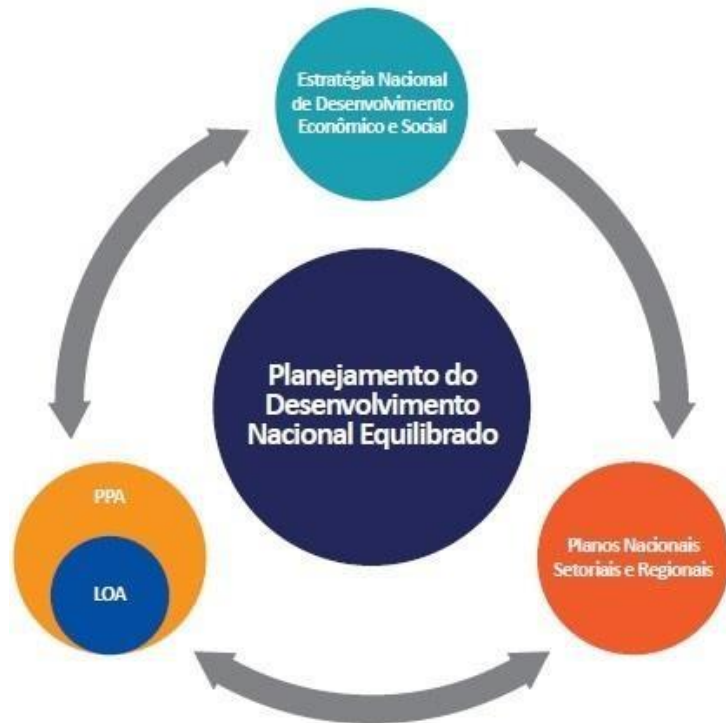 Estratégia Nacional
de Desenvolvimento
Econômico e Social
Planejamento do
Desenvolvimento
Nacional Equilibrado
PPA
LOA
Planos Nacionais
Setoriais e Regionais